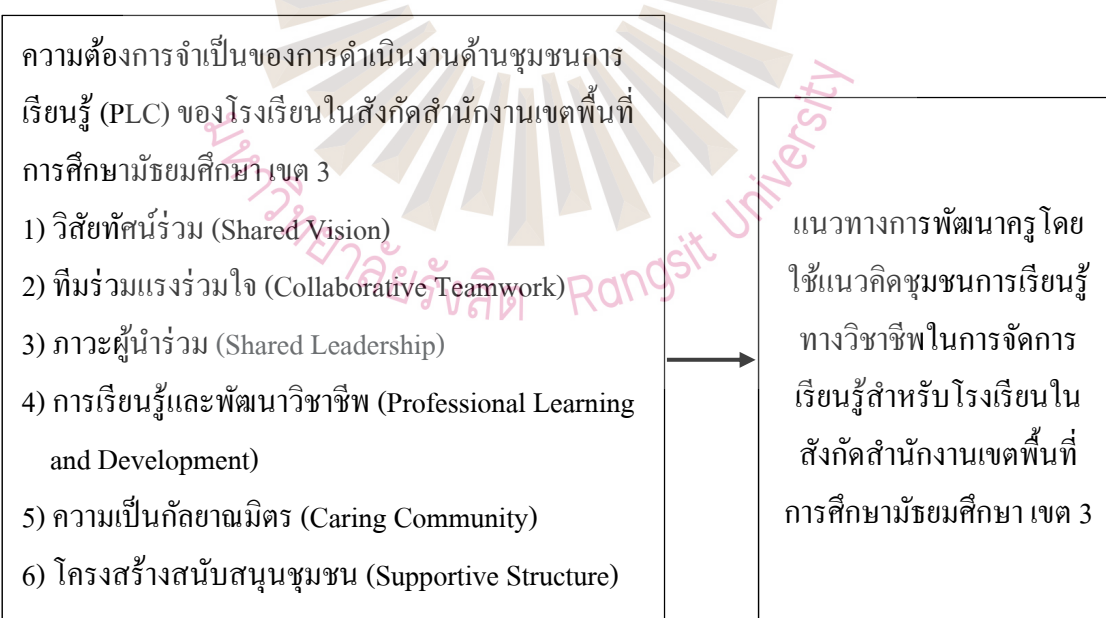 ความต้องการจำเป็นของการดำเนินงานด้านชุมชนการ
เรียนรู้ (PLC) ของโรงเรียนในสังกัดสำนักงานเขตพื้นที่
การศึกษามัธยมศึกษา เขต 3
1) วิสัยทัศน์ร่วม (Shared Vision)
2) ทีมร่วมแรงร่วมใจ (Collaborative Teamwork)
3) ภาวะผู้นำร่วม (Shared Leadership)
4) การเรียนรู้และพัฒนาวิชาชีพ (Professional Learning
and Development)
5) ความเป็นกัลยาณมิตร (Caring Community)
6) โครงสร้างสนับสนุนชุมชน (Supportive Structure)
แนวทางการพัฒนาครูโดย
ใช้แนวคิดชุมชนการเรียนรู้
ทางวิชาชีพในการจัดการ
เรียนรู้สำหรับโรงเรียนใน
สังกัดสำนักงานเขตพื้นที่
การศึกษามัธยมศึกษา เขต 3
มหาวิทยาลัยรังสิต Rangsit University